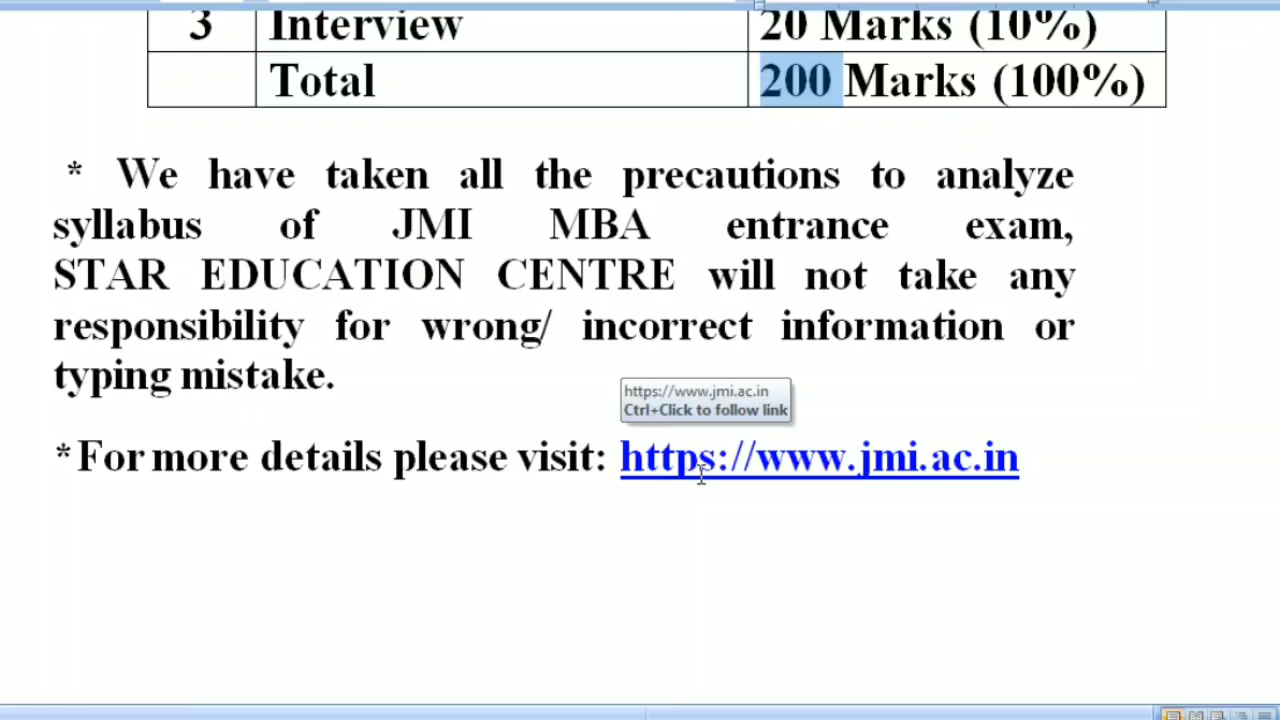 3 Interview 20 Marks (10%)
Total 200 Marks (100%)
* We have taken all the precautions to analyze
syllabus of JMI MBA entrance exam,
STAR EDUCATION CENTRE will not take any
responsibility for wrong/ incorrect information or
typing mistake.
https://www.jmi.ac.in
Ctrl+Click to follow link
*For more details please visit: https://www.jmi.ac.in